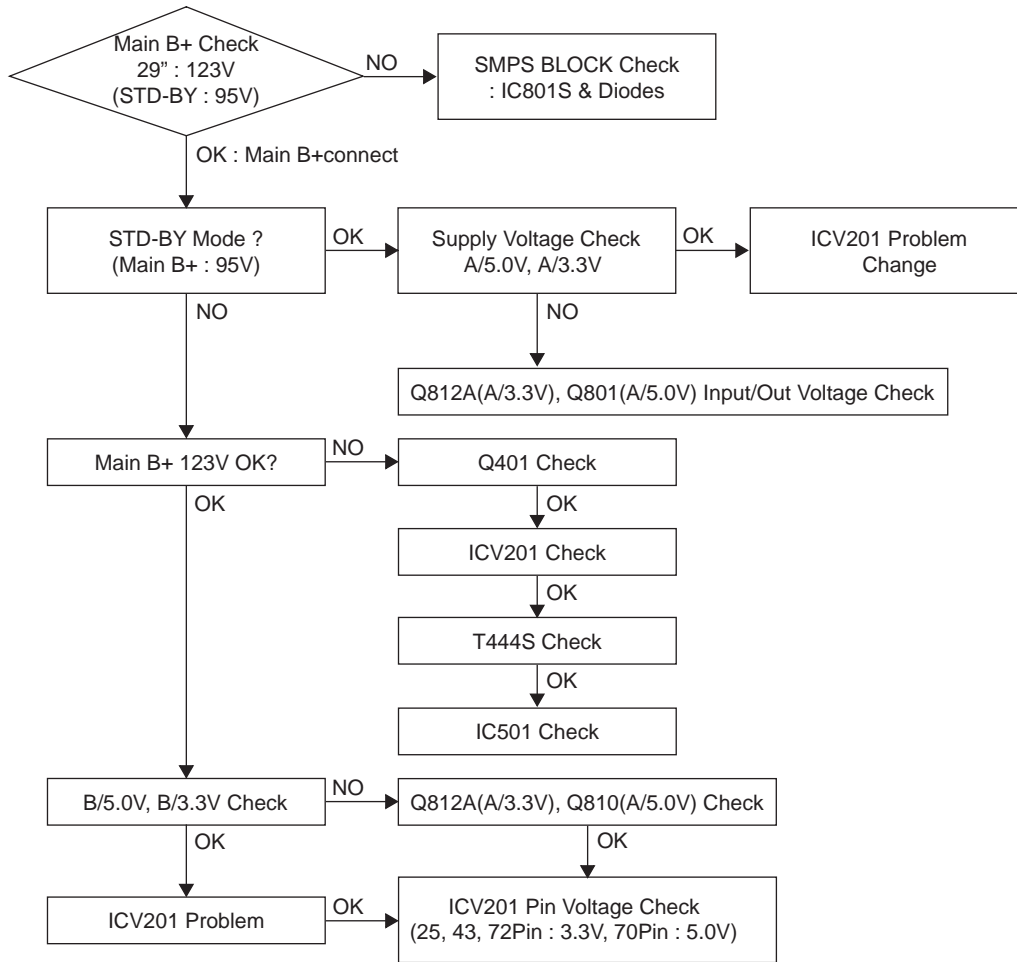 Main B+ Check
29” : 123V
(STD-BY : 95V)
NO
SMPS BLOCK Check
: IC801S & Diodes
OK : Main B+connect
STD-BY Mode ?
(Main B+ : 95V)
OK
Supply Voltage Check
A/5.0V, A/3.3V
OK
ICV201 Problem
Change
NO
NO
Q812A(A/3.3V), Q801(A/5.0V) Input/Out Voltage Check
Main B+ 123V OK?
NO
Q401 Check
OK
OK
ICV201 Check
OK
T444S Check
OK
IC501 Check
B/5.0V, B/3.3V Check
NO
Q812A(A/3.3V), Q810(A/5.0V) Check
OK
OK
ICV201 Problem
OK
ICV201 Pin Voltage Check
(25, 43, 72Pin : 3.3V, 70Pin : 5.0V)